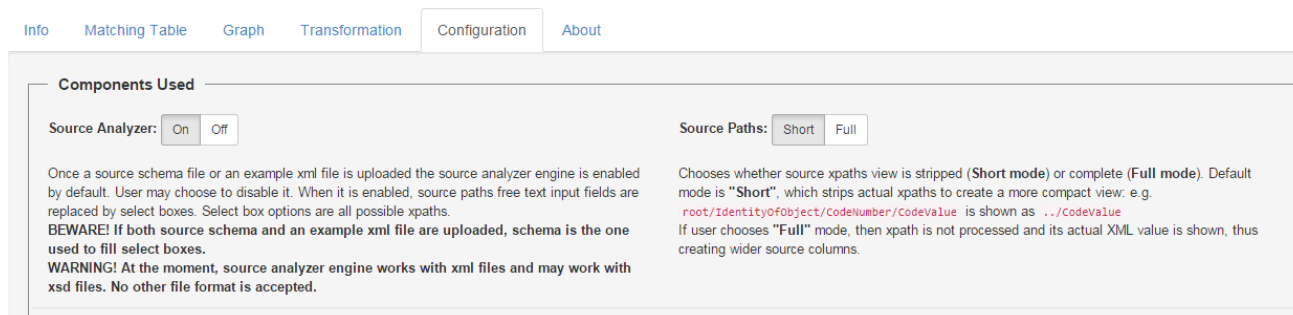 Info Matching Table Graph Transformation Configuration About
Components Used
Source Analyzer: On Off
Once a source schema file or an example xml file is uploaded the source analyzer engine is enabled
by default. User may choose to disable it. When it is enabled, source paths free text input fields are
replaced by select boxes. Select box options are all possible xpaths.
BEWARE! If both source schema and an example xml file are uploaded, schema is the one
used to fill select boxes.
WARNING! At the moment, source analyzer engine works with xml files and may work with
xsd files. No other file format is accepted.
Source Paths: Short Full
Chooses whether source xpaths view is stripped (Short mode) or complete (Full mode). Default
mode is "Short", which strips actual xpaths to create a more compact view: e.g.
root/IdentityOfObject/CodeNumber/CodeValue is shown as ../CodeValue
If user chooses "Full" mode, then xpath is not processed and its actual XML value is shown, thus
creating wider source columns.